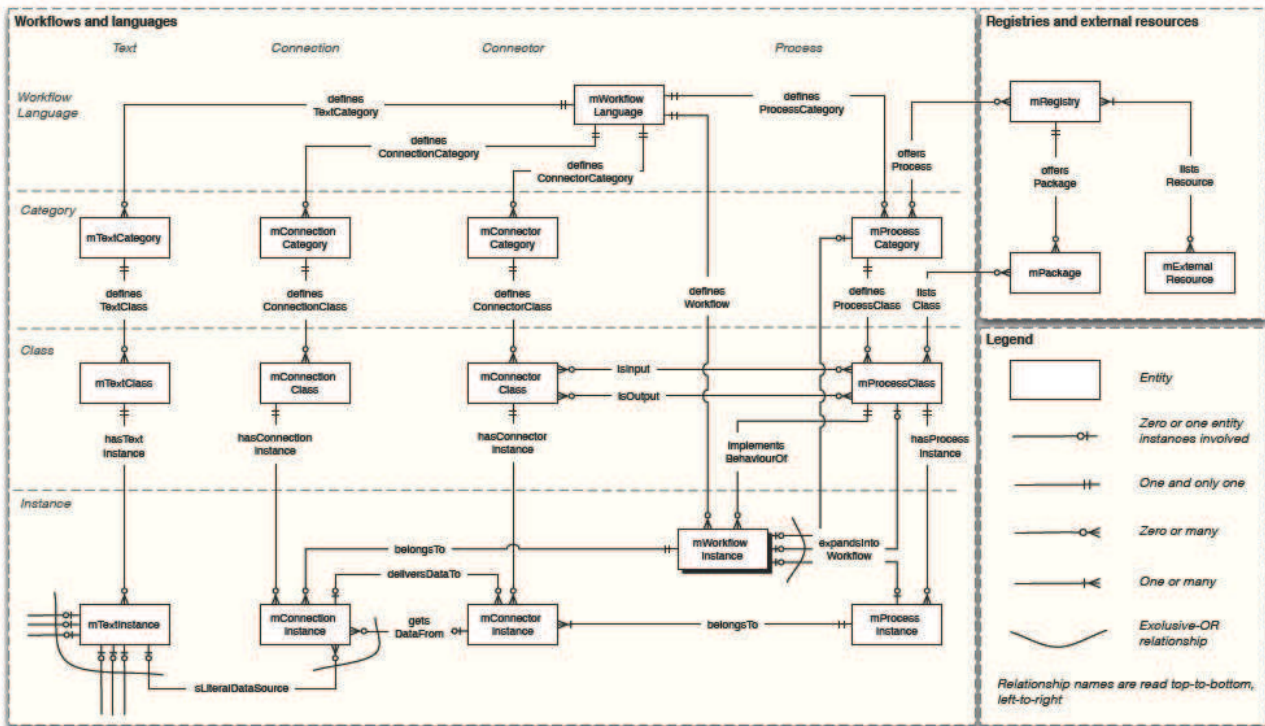 Workflows and languages
Registries and external resources
Text
Connection
Connector
Process
Workflow
Language
mWorkflow
Language
defines
TextCategory
defines
ProcessCategory
defines
ConnectionCategory
defines
ConnectorCategory
offers
Process
mRegistry
offers
Package
lists
Resource
Category
mTextCategory
mConnection
Category
mConnector
Category
mProcess
Category
mPackage
mExternal
Resource
defines
TextClass
defines
ConnectionClass
defines
ConnectorClass
defines
Workflow
defines
ProcessClass
lists
Class
Class
mTextClass
mConnection
Class
mConnector
Class
IsInput
IsOutput
mProcessClass
hasText
Instance
hasConnection
Instance
hasConnector
Instance
Implements
BehaviourOf
hasProcess
Instance
Instance
belongsTo
mWorkflow
Instance
expandsInto
Workflow
deliversDataTo
mTextInstance
mConnection
Instance
gets
DataFrom
mConnector
Instance
belongsTo
mProcess
Instance
sLiteralDataSource
Legend
Entity
Zero or one entity
instances involved
One and only one
Zero or many
One or many
Exclusive-OR
relationship
Relationship names are read top-to-bottom,
left-to-right